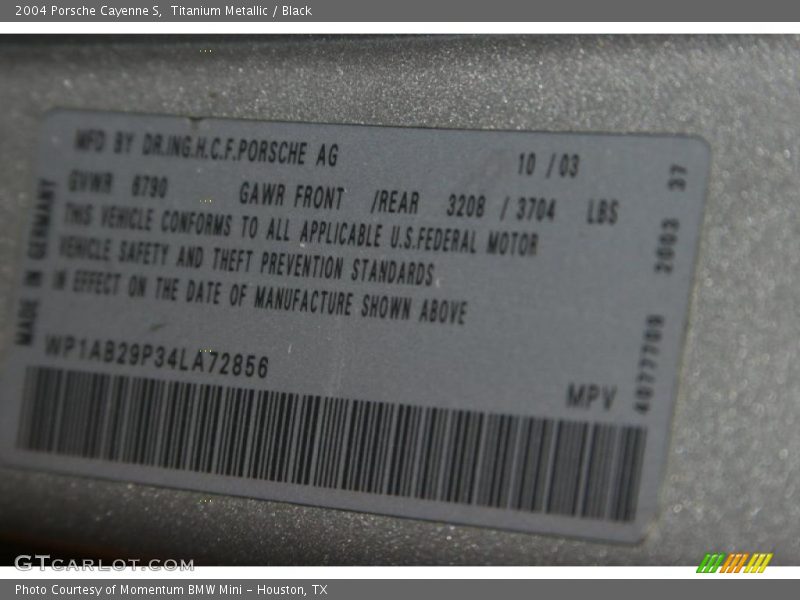 2004 Porsche Cayenne S,  Titanium Metallic / Black
MFD BY DR.ING.H.C.F.PORSCHE AG 10 /03
GVWR 6790 GAWR FRONT /REAR 3208 / 3704 LBS
THIS VEHICLE CONFORMS TO ALL APPLICABLE U.S.FEDERAL MOTOR
VEHICLE SAFETY AND THEFT PREVENTION STANDARDS
IN EFFECT ON THE DATE OF MANUFACTURE SHOWN ABOVE
MADE IN GERMANY
WP1AB29P34LA72856
MPV
4077709 2003 37
GTCARLOT.COM
Photo Courtesy of Momentum BMW Mini - Houston, TX